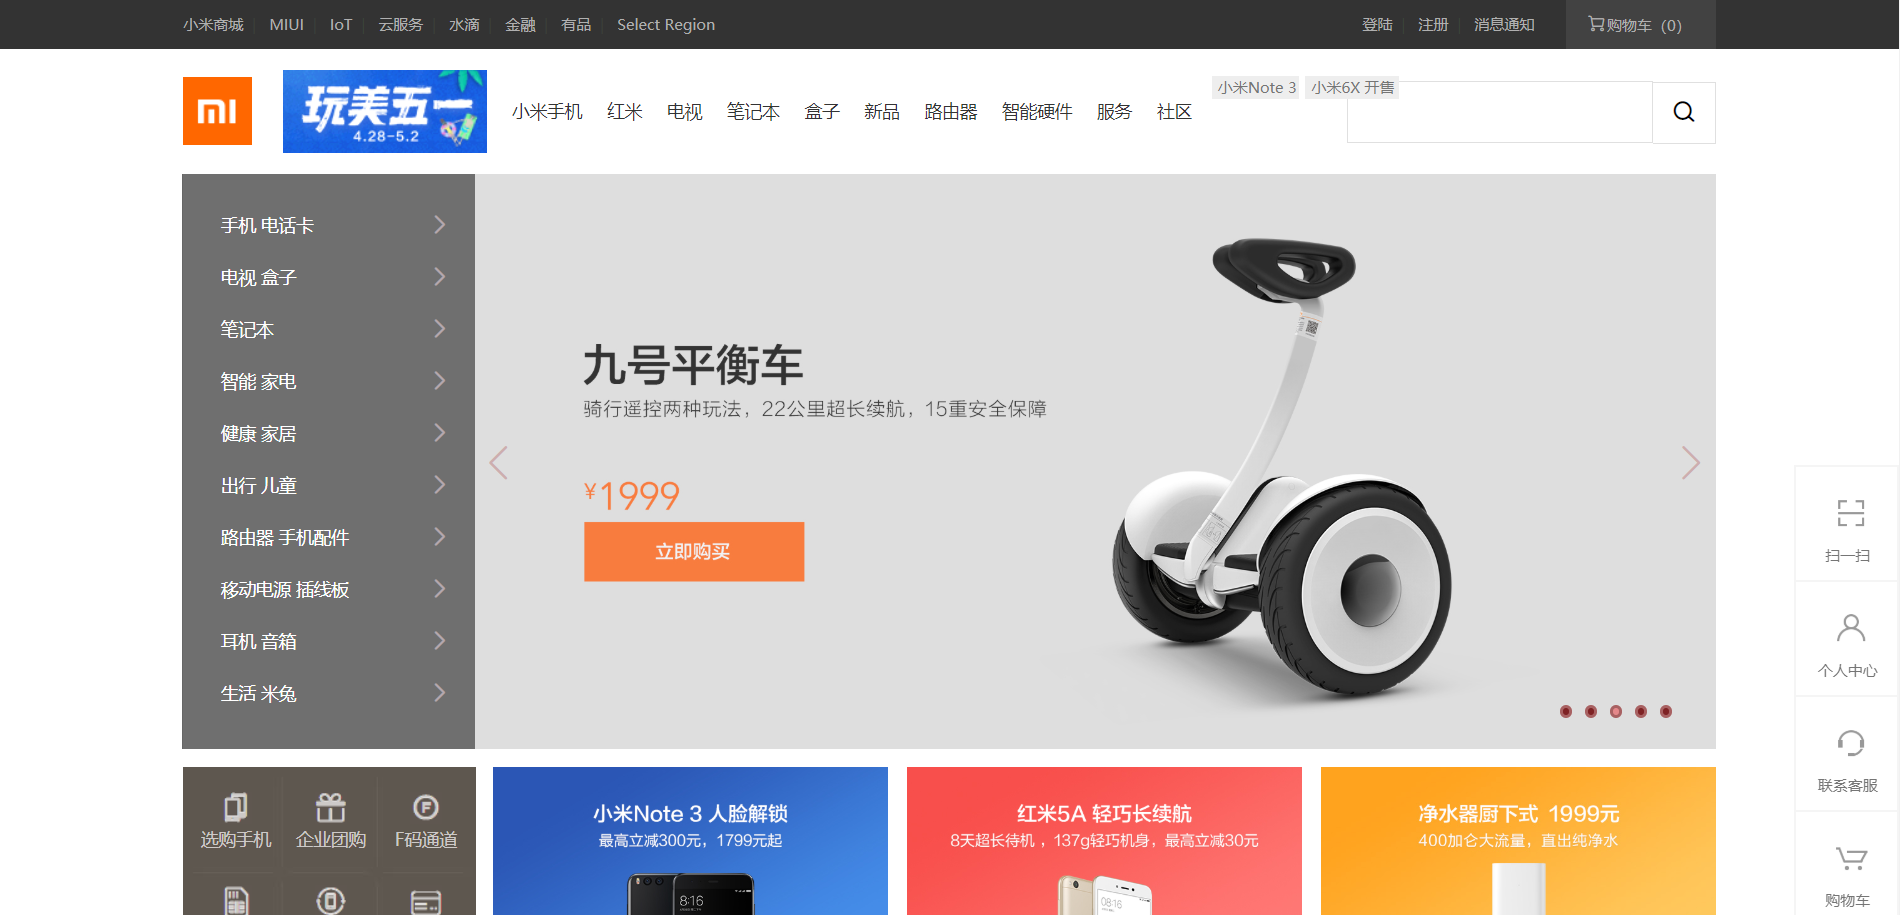 小米商城 MIUI IoT 云服务 水滴 金融 有品 Select Region 登陆 注册 消息通知 购物车 (0)
mi 玩美五一 小米手机 红米 电视 笔记本 盒子 新品 路由器 智能硬件 服务 社区 小米Note 3 小米6X 开售
4.28-5.2
手机 电话卡
电视 盒子
笔记本
智能 家电
健康 家居
出行 儿童
路由器 手机配件
移动电源 插线板
耳机 音箱
生活 米兔
九号平衡车
骑行遥控两种玩法，22公里超长续航，15重安全保障
¥1999
立即购买
扫一扫
个人中心
联系客服
购物车
选购手机 企业团购 F码通道
小米Note 3 人脸解锁
最高立减300元，1799元起
8:16
红米5A 轻巧长续航
8天超长待机 ，137g轻巧机身，最高立减30元
08:16
净水器厨下式 1999元
400加仑大流量，直出纯净水